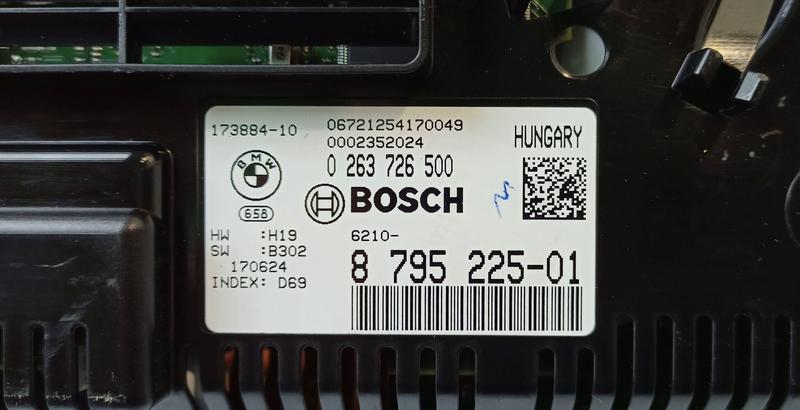 173884-10
06721254170049
0002352024
HUNGARY
0 263 726 500
BMW
BOSCH
658
HW :H19
SW :B302
170624
INDEX: D69
6210-
8 795 225-01